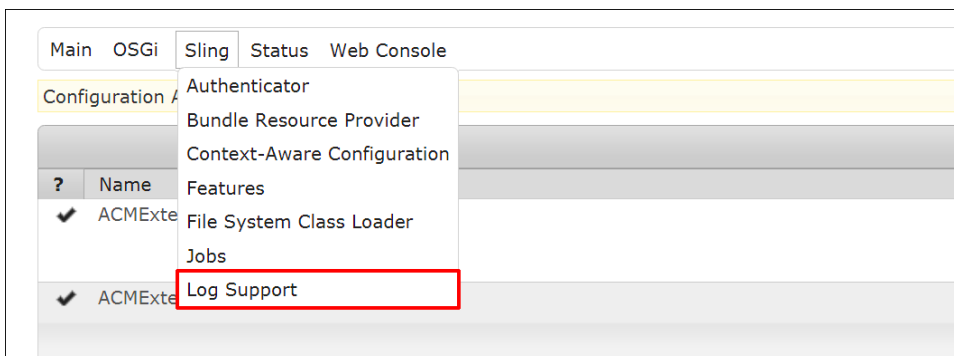 Main OSGi Sling Status Web Console
Configuration
Authenticator
Bundle Resource Provider
Context-Aware Configuration
? Name
Features
ACMExte
File System Class Loader
Jobs
Log Support
ACMExte